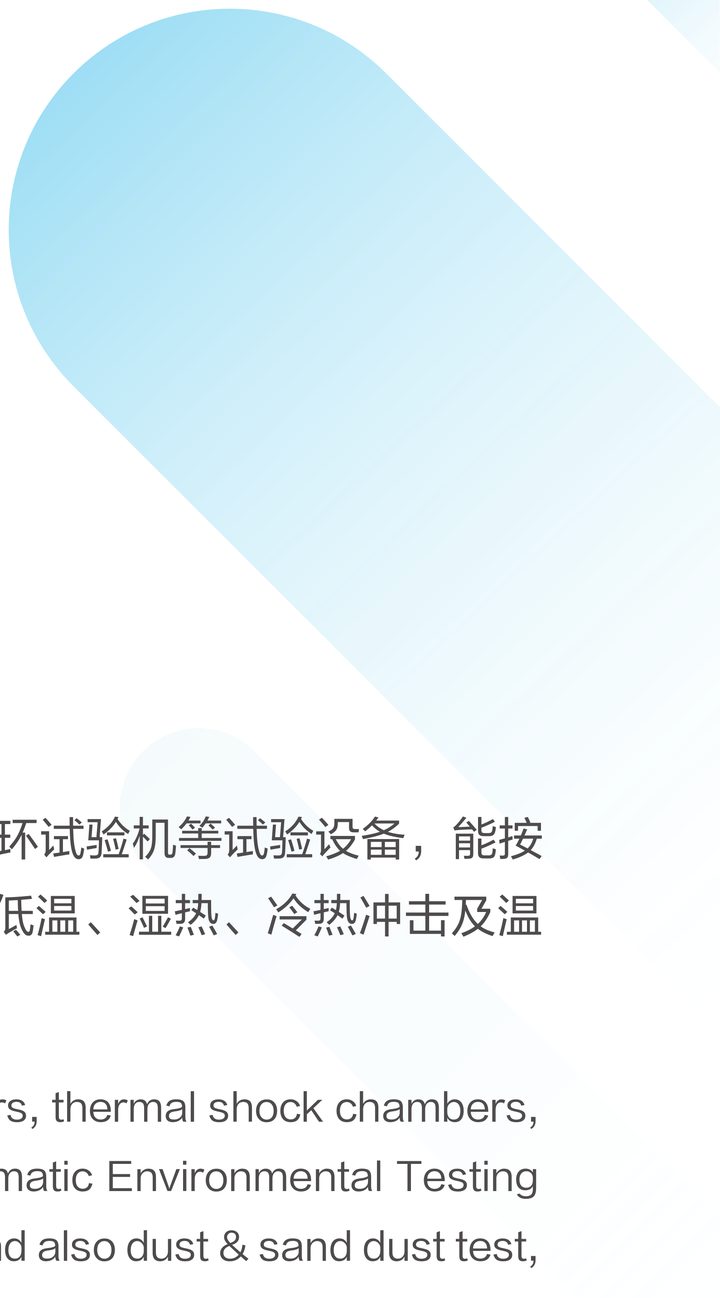 环试验机等试验设备，能按
低温、湿热、冷热冲击及温
rs, thermal shock chambers,
matic Environmental Testing
nd also dust & sand dust test,